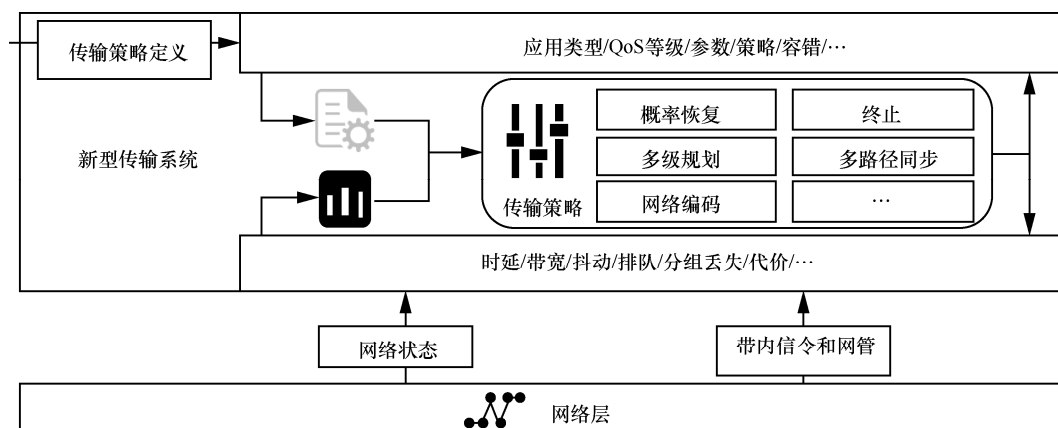 传输策略定义
应用类型/QoS等级/参数/策略/容错/…
新型传输系统
概率恢复
终止
多级规划
多路径同步
传输策略
网络编码
…
时延/带宽/抖动/排队/分组丢失/代价/…
网络状态
带内信令和网管
网络层